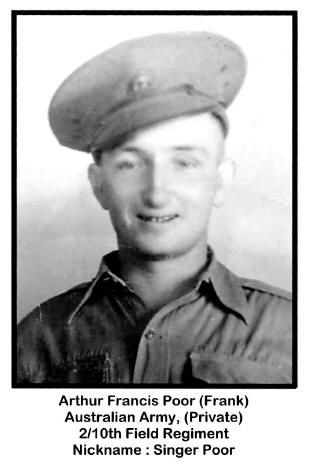 Arthur Francis Poor (Frank)
Australian Army, (Private)
2/10th Field Regiment
Nickname : Singer Poor